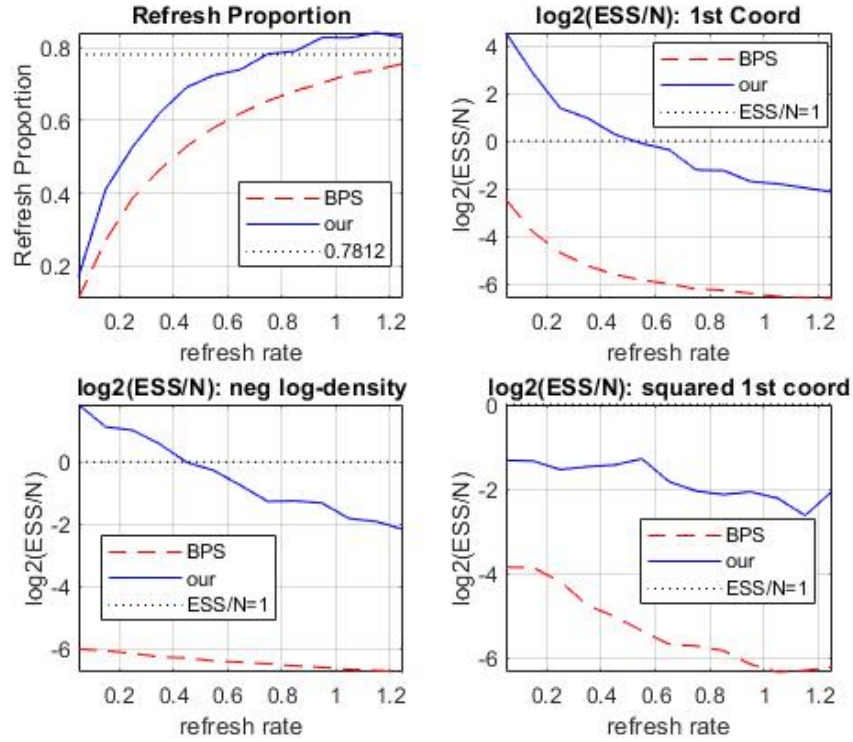 Refresh Proportion
0.8
0.6
0.4
0.2
Refresh Proportion
BPS
our
0.7812
0.2
0.4
0.6
0.8
1
1.2
refresh rate
log2(ESS/N): 1st Coord
4
2
0
-2
-4
-6
log2(ESS/N)
BPS
our
ESS/N=1
0.2
0.4
0.6
0.8
1
1.2
refresh rate
log2(ESS/N): neg log-density
0
-2
-4
-6
log2(ESS/N)
BPS
our
ESS/N=1
0.2
0.4
0.6
0.8
1
1.2
refresh rate
log2(ESS/N): squared 1st coord
0
-2
-4
-6
log2(ESS/N)
BPS
our
ESS/N=1
0.2
0.4
0.6
0.8
1
1.2
refresh rate